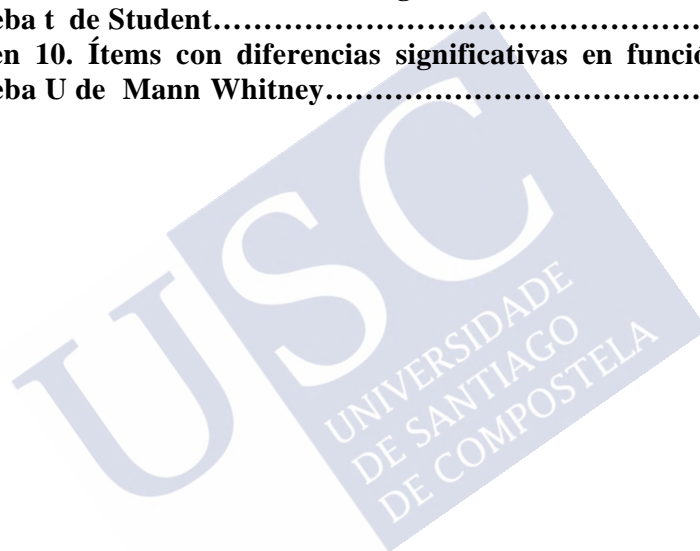 eba t de Student………………………………………
en 10. Ítems con diferencias significativas en funció
eba U de Mann Whitney…………………………………
USC
UNIVERSIDADE
DE SANTIAGO
DE COMPOSTELA